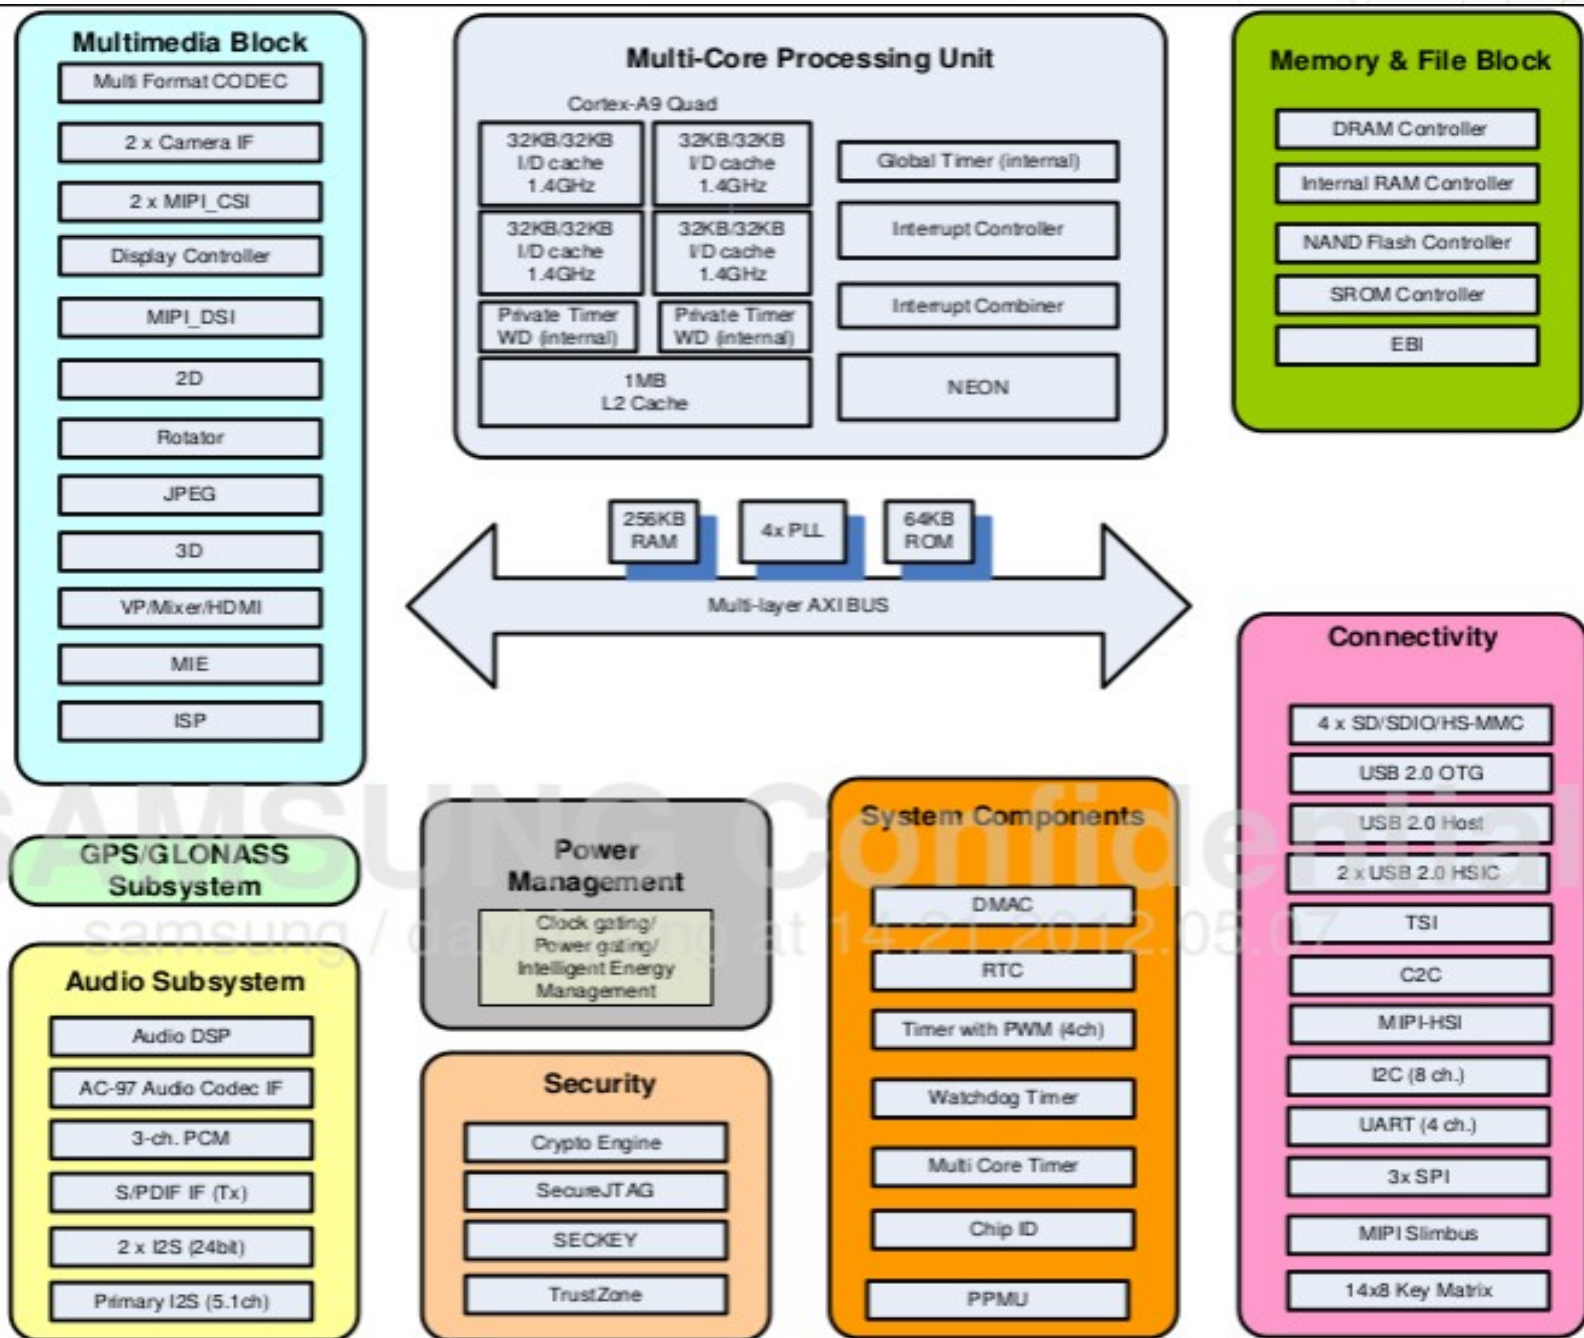 Multimedia Block
Multi Format CODEC
2 x Camera IF
2 x MIPI_CSI
Display Controller
MIPI_DSI
2D
Rotator
JPEG
3D
VP/Mixer/HDMI
MIE
ISP
Multi-Core Processing Unit
Cortex-A9 Quad
32KB/32KB
I/D cache
1.4GHz
32KB/32KB
I/D cache
1.4GHz
32KB/32KB
I/D cache
1.4GHz
32KB/32KB
I/D cache
1.4GHz
Private Timer
WD (internal)
Private Timer
WD (internal)
1MB
L2 Cache
Global Timer (internal)
Interrupt Controller
Interrupt Combiner
NEON
Memory & File Block
DRAM Controller
Internal RAM Controller
NAND Flash Controller
SROM Controller
EBI
256KB
RAM
4x PLL
64KB
ROM
Multi-layer AXI BUS
GPS/GLONASS
Subsystem
Audio Subsystem
Audio DSP
AC-97 Audio Codec IF
3-ch. PCM
S/PDIF IF (Tx)
2 x I2S (24bit)
Primary I2S (5.1ch)
Power
Management
Clock gating/
Power gating/
Intelligent Energy
Management
Security
Crypto Engine
SecureJTAG
SECKEY
TrustZone
System Components
DMAC
RTC
Timer with PWM (4ch)
Watchdog Timer
Multi Core Timer
Chip ID
PPMU
Connectivity
4 x SD/SDIO/HS-MMC
USB 2.0 OTG
USB 2.0 Host
2 x USB 2.0 HSIC
TSI
C2C
MIPI-HSI
I2C (8 ch.)
UART (4 ch.)
3x SPI
MIPI Slimbus
14x8 Key Matrix
SAMSUNG Confidential
samsung / at 14:21,2012.05.07